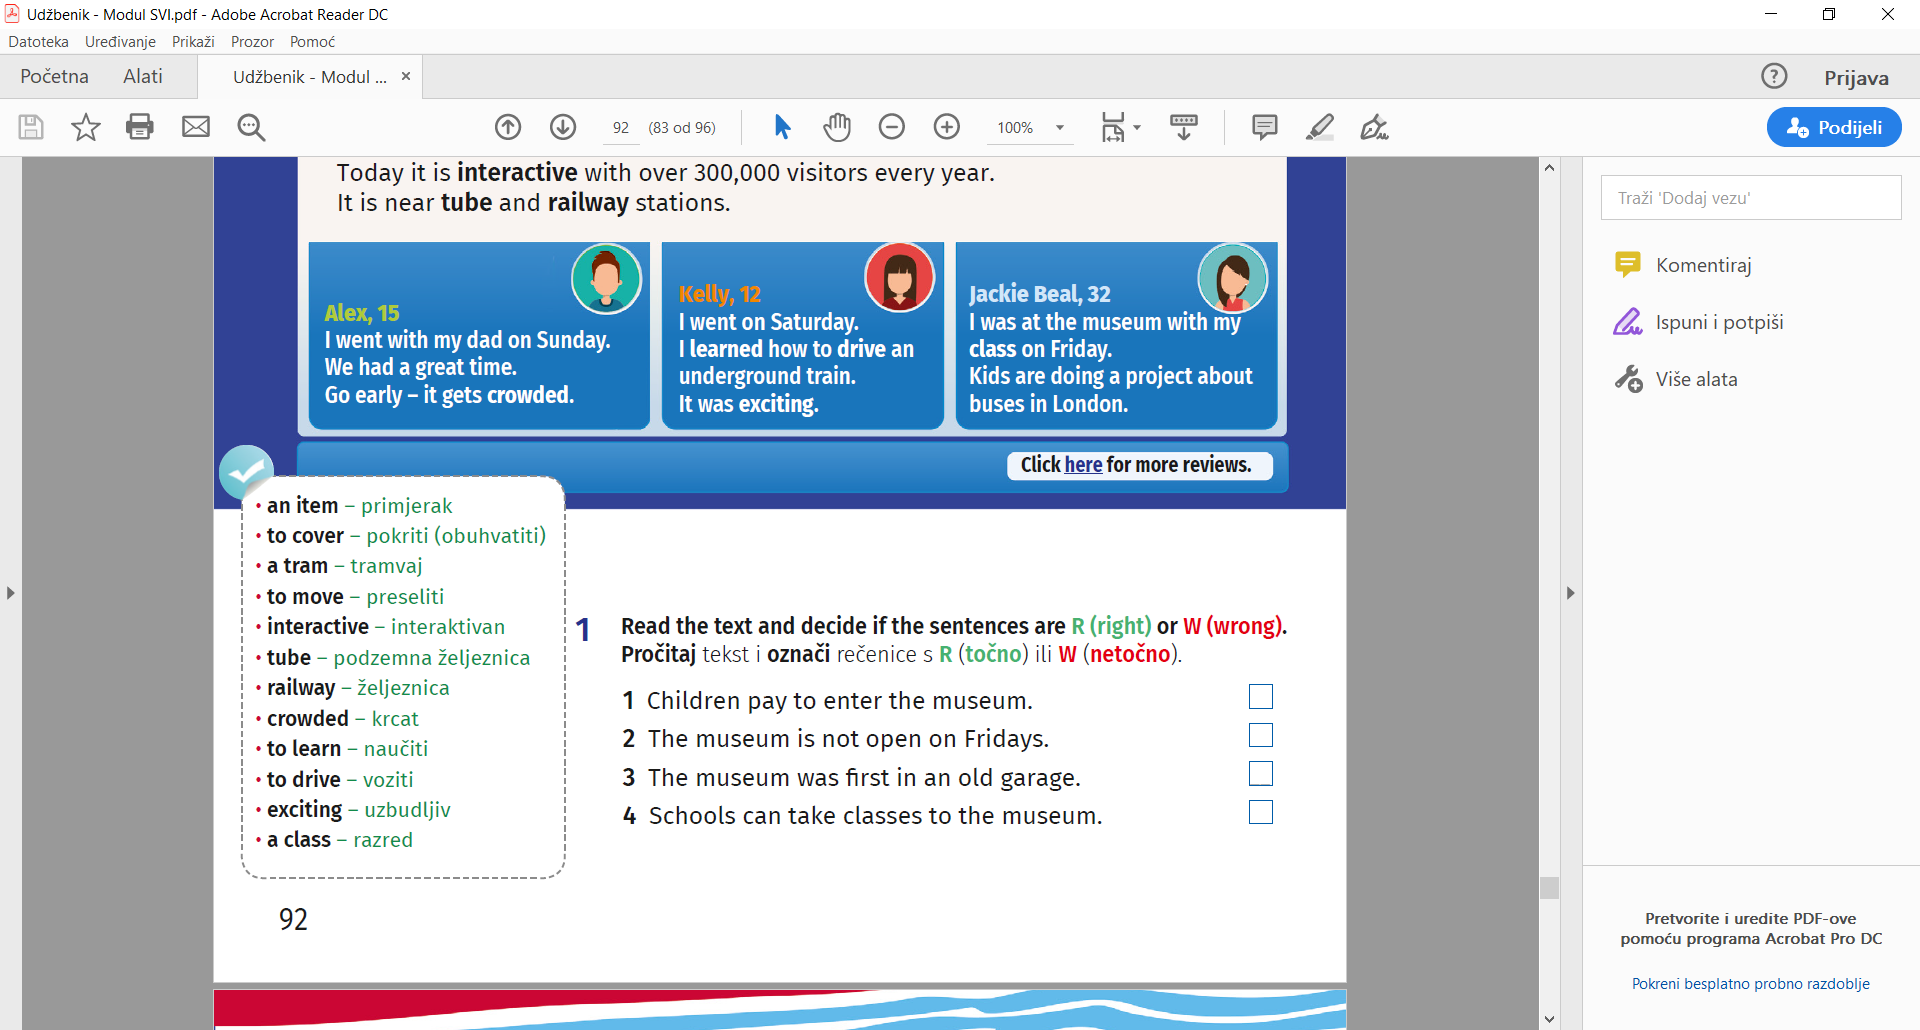 Udžbenik - Modul SVI.pdf - Adobe Acrobat Reader DC
Datoteka Uređivanje Prikaži Prozor Pomoć
Početna Alati Udžbenik - Modul ... × ? Prijava
92 (83 od 96) 100% Podijeli
Today it is interactive with over 300,000 visitors every year.
It is near tube and railway stations.
Alex, 15
I went with my dad on Sunday.
We had a great time.
Go early – it gets crowded.
Kelly, 12
I went on Saturday.
I learned how to drive an
underground train.
It was exciting.
Jackie Beal, 32
I was at the museum with my
class on Friday.
Kids are doing a project about
buses in London.
Click here for more reviews.
• an item – primjerak
• to cover – pokriti (obuhvatiti)
• a tram – tramvaj
• to move – preseliti
• interactive – interaktivan
• tube – podzemna željeznica
• railway – željeznica
• crowded – krcat
• to learn – naučiti
• to drive – voziti
• exciting – uzbudljiv
• a class – razred
1 Read the text and decide if the sentences are R (right) or W (wrong).
Pročitaj tekst i označi rečenice s R (točno) ili W (netočno).
1 Children pay to enter the museum.
2 The museum is not open on Fridays.
3 The museum was first in an old garage.
4 Schools can take classes to the museum.
92
Traži 'Dodaj vezu'
Komentiraj
Ispuni i potpiši
Više alata
Pretvorite i uredite PDF-ove
pomoću programa Acrobat Pro DC
Pokreni besplatno probno razdoblje